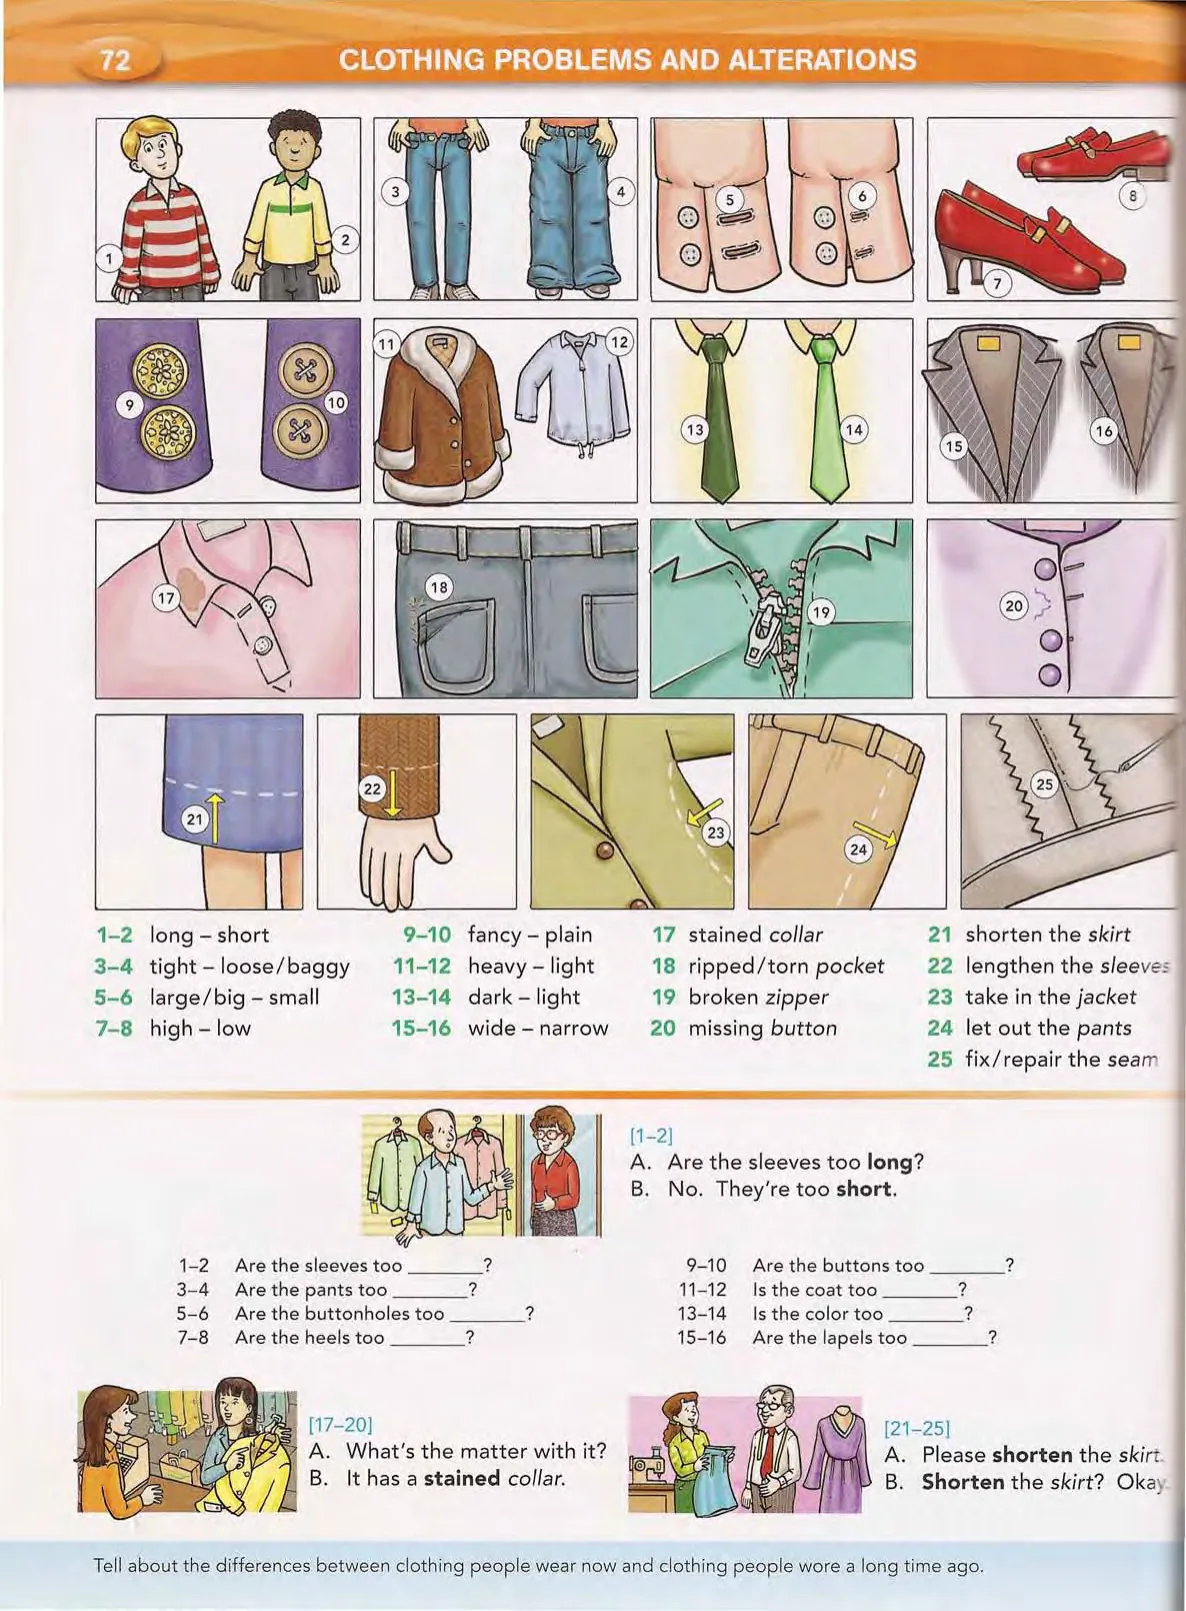 72
CLOTHING PROBLEMS AND ALTERATIONS
1
2
3
4
5
6
7
8
9
10
11
12
13
14
15
16
17
18
19
20
21
22
23
24
25
1–2 long – short
3–4 tight – loose/baggy
5–6 large/big – small
7–8 high – low
9–10 fancy – plain
11–12 heavy – light
13–14 dark – light
15–16 wide – narrow
17 stained collar
18 ripped/torn pocket
19 broken zipper
20 missing button
21 shorten the skirt
22 lengthen the sleeves
23 take in the jacket
24 let out the pants
25 fix/repair the seam
[1–2]
A. Are the sleeves too long?
B. No. They're too short.
1–2 Are the sleeves too _______?
3–4 Are the pants too _______?
5–6 Are the buttonholes too _______?
7–8 Are the heels too _______?
9–10 Are the buttons too _______?
11–12 Is the coat too _______?
13–14 Is the color too _______?
15–16 Are the lapels too _______?
[17–20]
A. What's the matter with it?
B. It has a stained collar.
[21–25]
A. Please shorten the skirt.
B. Shorten the skirt? Okay.
Tell about the differences between clothing people wear now and clothing people wore a long time ago.